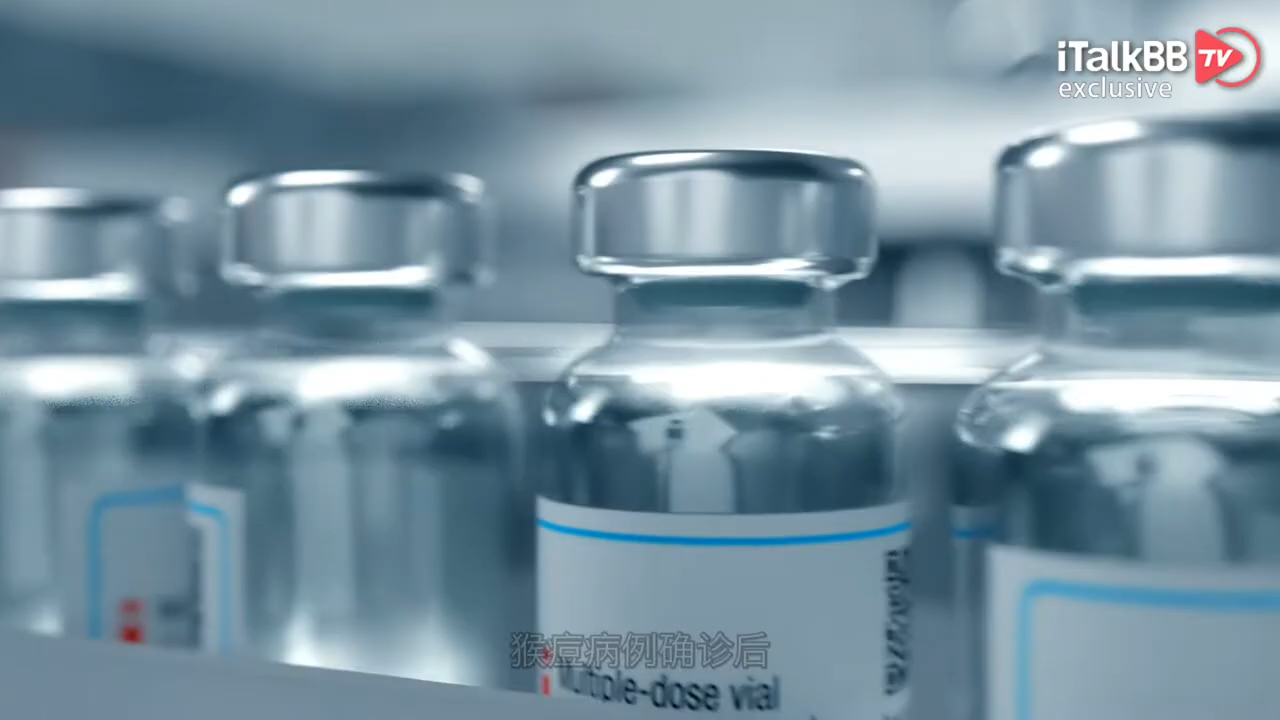 iTalkBB TV
exclusive
猴痘病例确诊后
Multiple-dose vial